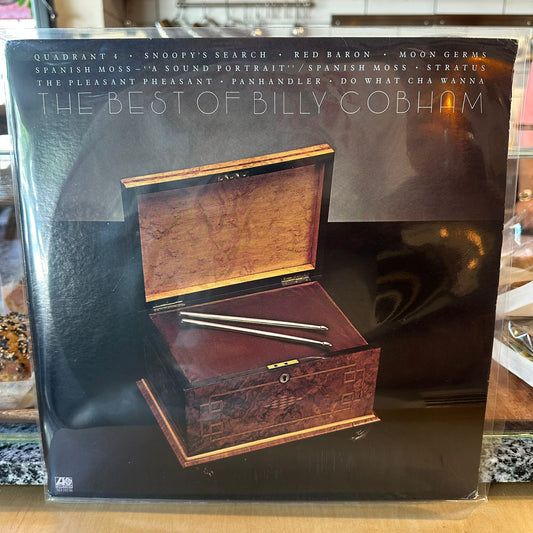 QUADRANT 4 · SNOOPY'S SEARCH · RED BARON · MOON GERMS
SPANISH MOSS–"A SOUND PORTRAIT"/SPANISH MOSS · STRATUS
THE PLEASANT PHEASANT · PANHANDLER · DO WHAT CHA WANNA
THE BEST OF BILLY COBHAM